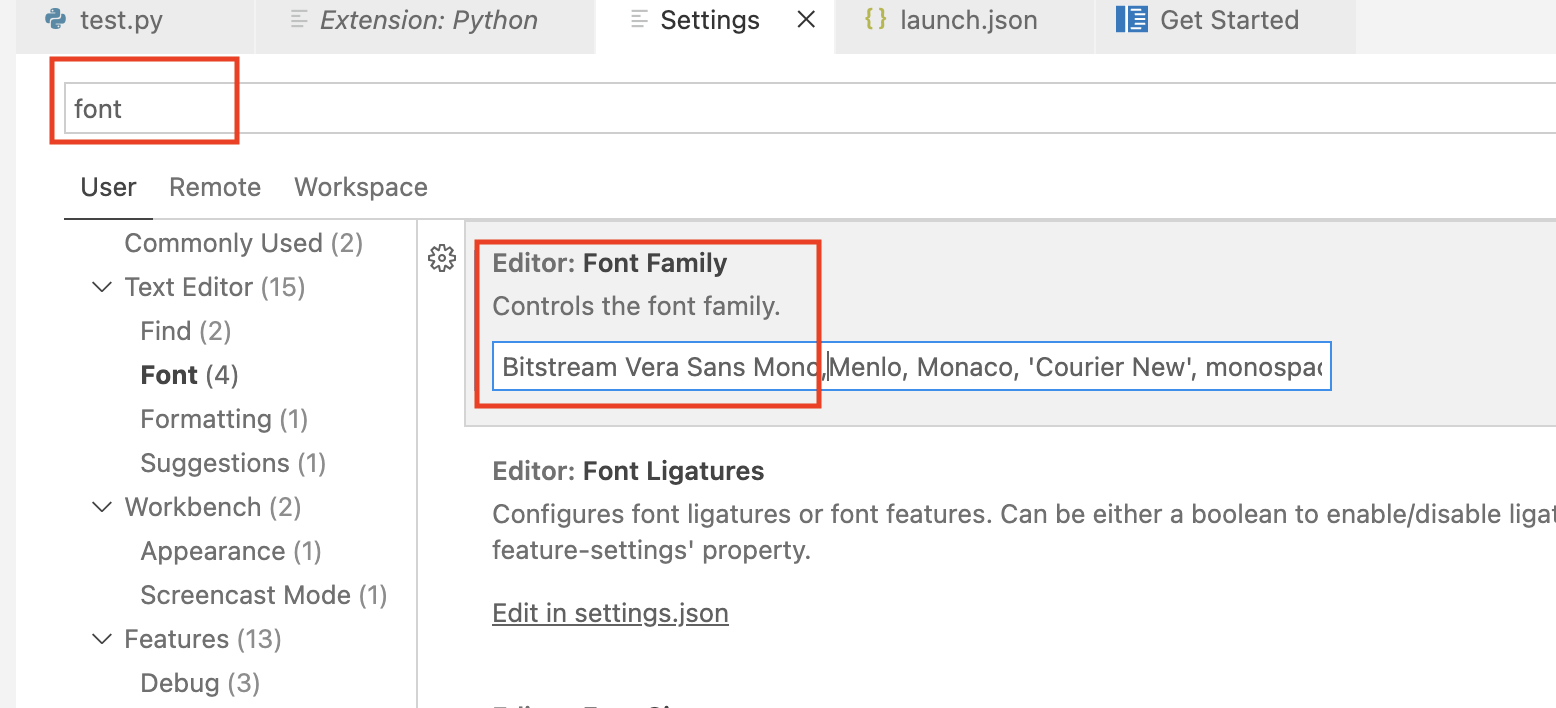 test.py
Extension: Python
Settings
launch.json
Get Started
font
User Remote Workspace
Commonly Used (2)
Text Editor (15)
Find (2)
Font (4)
Formatting (1)
Suggestions (1)
Workbench (2)
Appearance (1)
Screencast Mode (1)
Features (13)
Debug (3)
Editor: Font Family
Controls the font family.
Bitstream Vera Sans Mono,Menlo, Monaco, 'Courier New', monospac
Editor: Font Ligatures
Configures font ligatures or font features. Can be either a boolean to enable/disable ligat
feature-settings' property.
Edit in settings.json